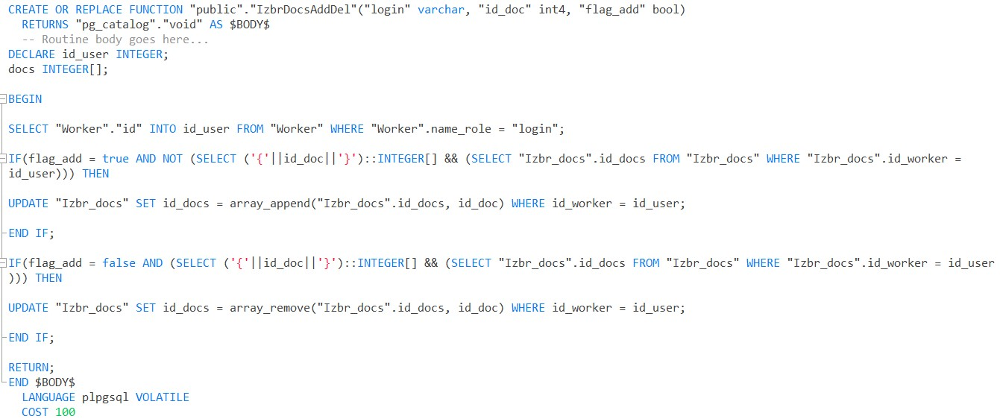 CREATE OR REPLACE FUNCTION "public"."IzbrDocsAddDel"("login" varchar, "id_doc" int4, "flag_add" bool)
  RETURNS "pg_catalog"."void" AS $BODY$
  -- Routine body goes here...
DECLARE id_user INTEGER;
docs INTEGER[];
BEGIN
SELECT "Worker"."id" INTO id_user FROM "Worker" WHERE "Worker".name_role = "login";
IF(flag_add = true AND NOT (SELECT ('{'||id_doc||'}')::INTEGER[] && (SELECT "Izbr_docs".id_docs FROM "Izbr_docs" WHERE "Izbr_docs".id_worker =
id_user))) THEN
UPDATE "Izbr_docs" SET id_docs = array_append("Izbr_docs".id_docs, id_doc) WHERE id_worker = id_user;
END IF;
IF(flag_add = false AND (SELECT ('{'||id_doc||'}')::INTEGER[] && (SELECT "Izbr_docs".id_docs FROM "Izbr_docs" WHERE "Izbr_docs".id_worker = id_user
))) THEN
UPDATE "Izbr_docs" SET id_docs = array_remove("Izbr_docs".id_docs, id_doc) WHERE id_worker = id_user;
END IF;
RETURN;
END $BODY$
  LANGUAGE plpgsql VOLATILE
  COST 100